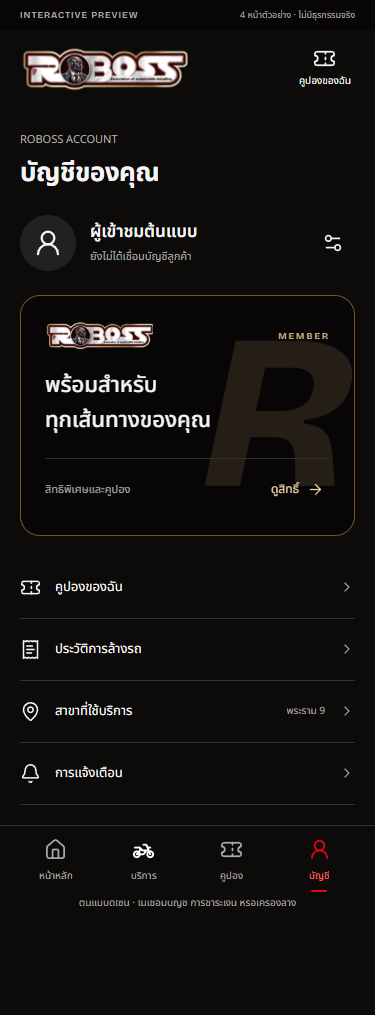 INTERACTIVE PREVIEW
4 หน้าตัวอย่าง · ไม่มีธุรกรรมจริง
ROBOSS
คูปองของฉัน
ROBOSS ACCOUNT
บัญชีของคุณ
ผู้เข้าชมต้นแบบ
ยังไม่ได้เชื่อมบัญชีลูกค้า
ROBOSS
MEMBER
R
พร้อมสำหรับ
ทุกเส้นทางของคุณ
สิทธิพิเศษและคูปอง
ดูสิทธิ์
คูปองของฉัน
ประวัติการล้างรถ
สาขาที่ใช้บริการ
พระราม 9
การแจ้งเตือน
หน้าหลัก
บริการ
คูปอง
บัญชี